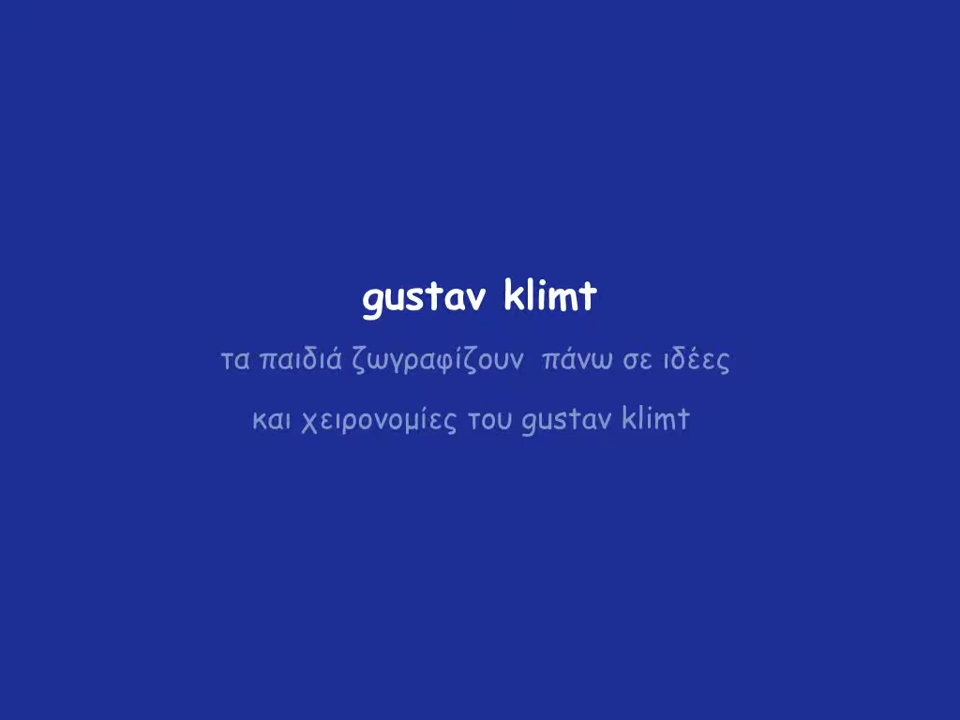 gustav klimt
τα παιδιά ζωγραφίζουν πάνω σε ιδέες
και χειρονομίες του gustav klimt